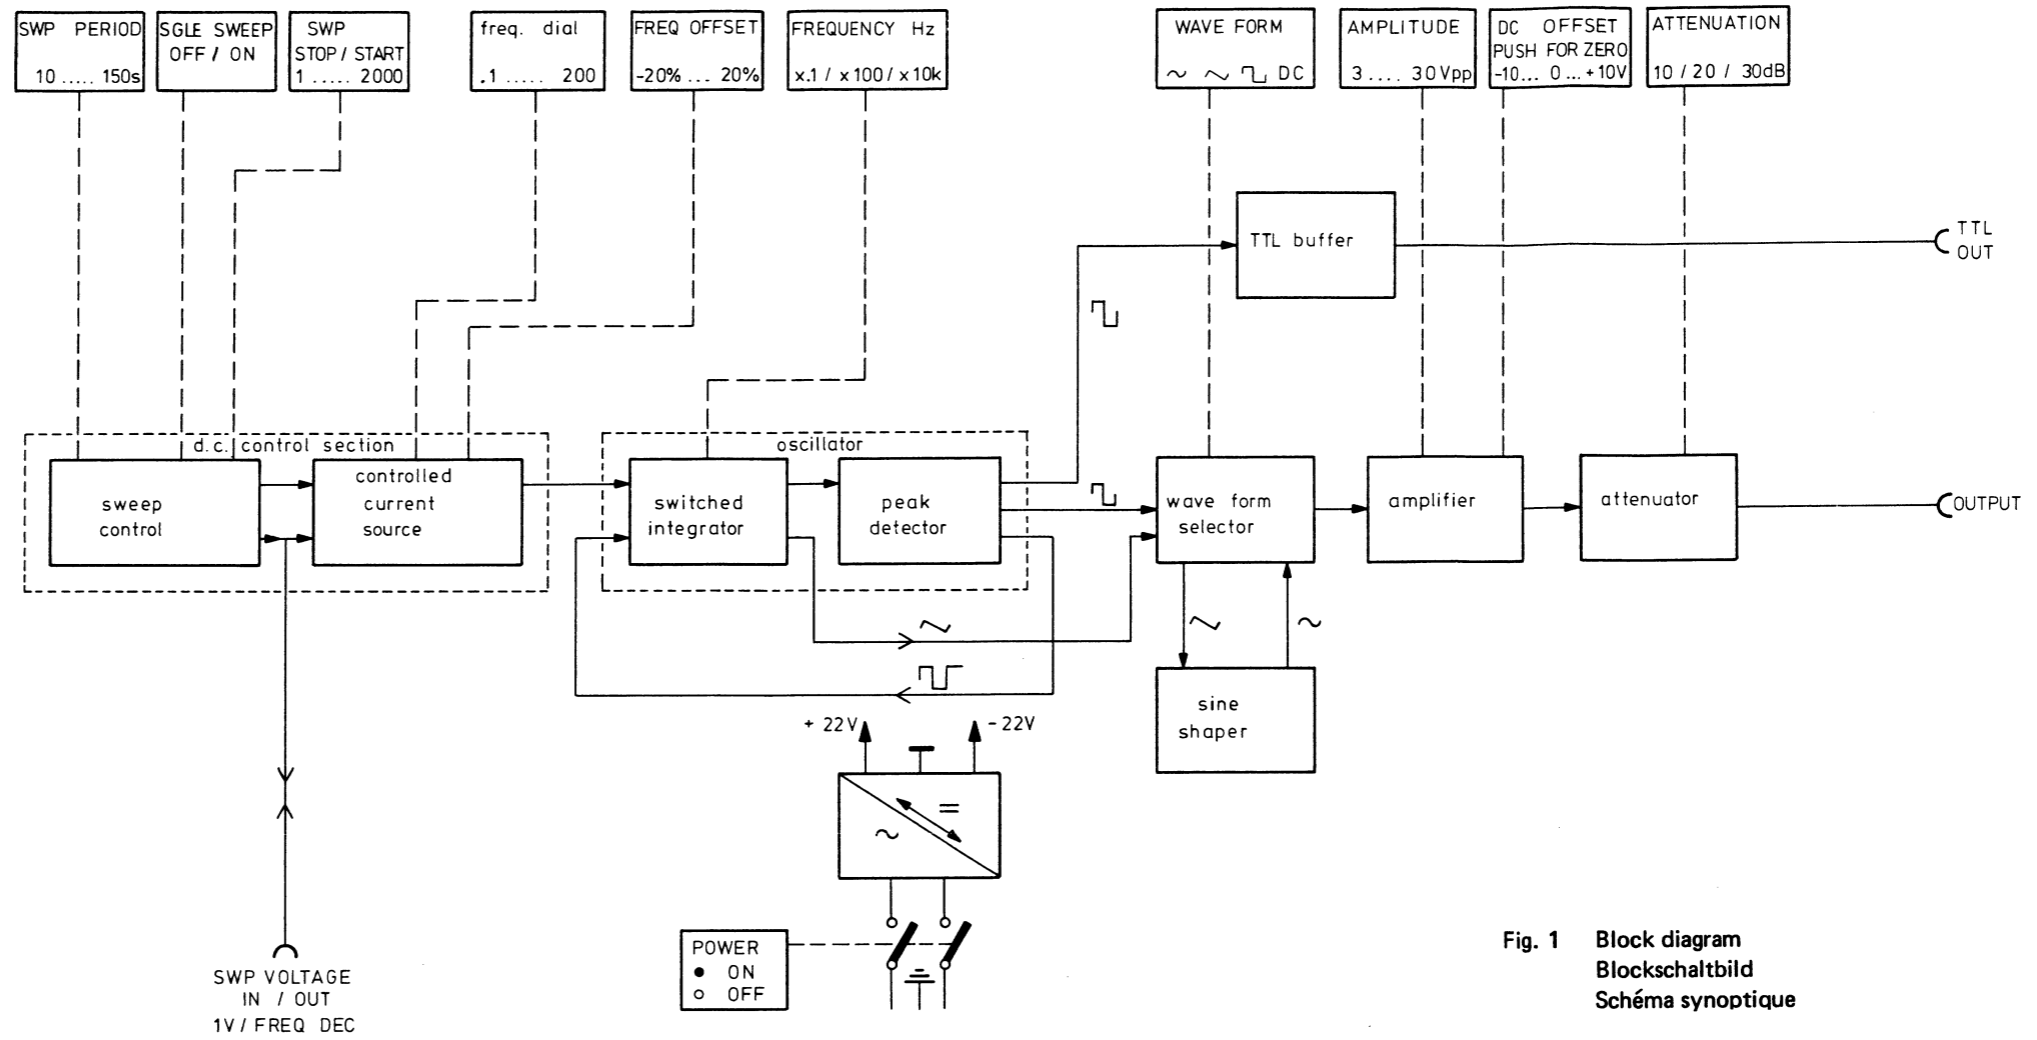 SWP PERIOD
10 ..... 150s
SGLE SWEEP
OFF / ON
SWP
STOP / START
1 ..... 2000
freq. dial
.1 ..... 200
FREQ OFFSET
-20% ... 20%
FREQUENCY Hz
x.1 / x100 / x10k
WAVE FORM
DC
AMPLITUDE
3 .... 30Vpp
DC OFFSET
PUSH FOR ZERO
-10... 0 ...+10V
ATTENUATION
10 / 20 / 30dB
TTL buffer
TTL
OUT
d.c. control section
sweep
control
controlled
current
source
oscillator
switched
integrator
peak
detector
wave form
selector
amplifier
attenuator
OUTPUT
sine
shaper
+ 22V
- 22V
POWER
● ON
○ OFF
SWP VOLTAGE
IN / OUT
1V / FREQ DEC
Fig. 1 Block diagram
Blockschaltbild
Schéma synoptique